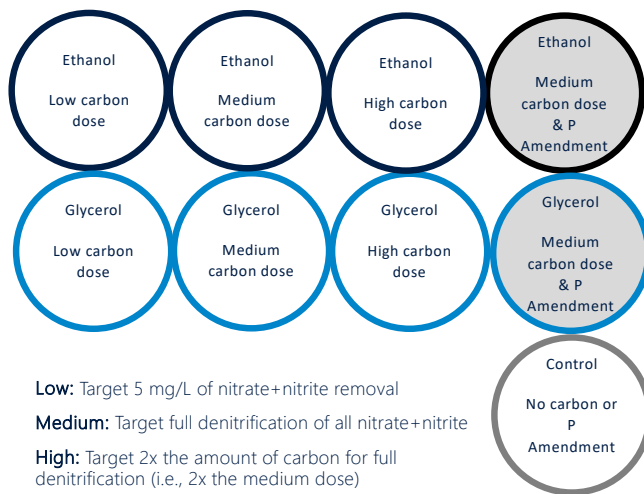 Ethanol
Low carbon
dose
Ethanol
Medium
carbon dose
Ethanol
High carbon
dose
Ethanol
Medium
carbon dose
& P
Amendment
Glycerol
Low carbon
dose
Glycerol
Medium
carbon dose
Glycerol
High carbon
dose
Glycerol
Medium
carbon dose
& P
Amendment
Control
No carbon or
P
Amendment
Low: Target 5 mg/L of nitrate+nitrite removal
Medium: Target full denitrification of all nitrate+nitrite
High: Target 2x the amount of carbon for full
denitrification (i.e., 2x the medium dose)